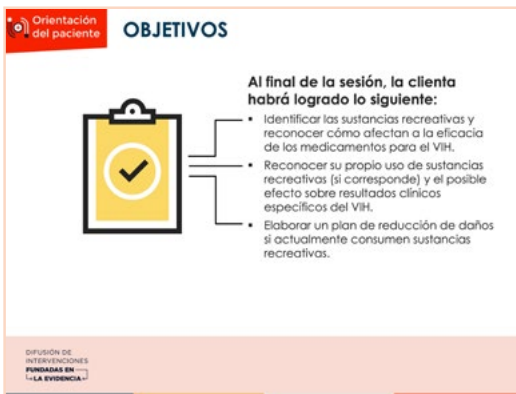 Orientación
del paciente
OBJETIVOS
Al final de la sesión, la clienta
habrá logrado lo siguiente:
▪ Identificar las sustancias recreativas y
reconocer cómo afectan a la eficacia
de los medicamentos para el VIH.
▪ Reconocer su propio uso de sustancias
recreativas (si corresponde) y el posible
efecto sobre resultados clínicos
específicos del VIH.
▪ Elaborar un plan de reducción de daños
si actualmente consumen sustancias
recreativas.
DIFUSIÓN DE
INTERVENCIONES
FUNDADAS EN
LA EVIDENCIA